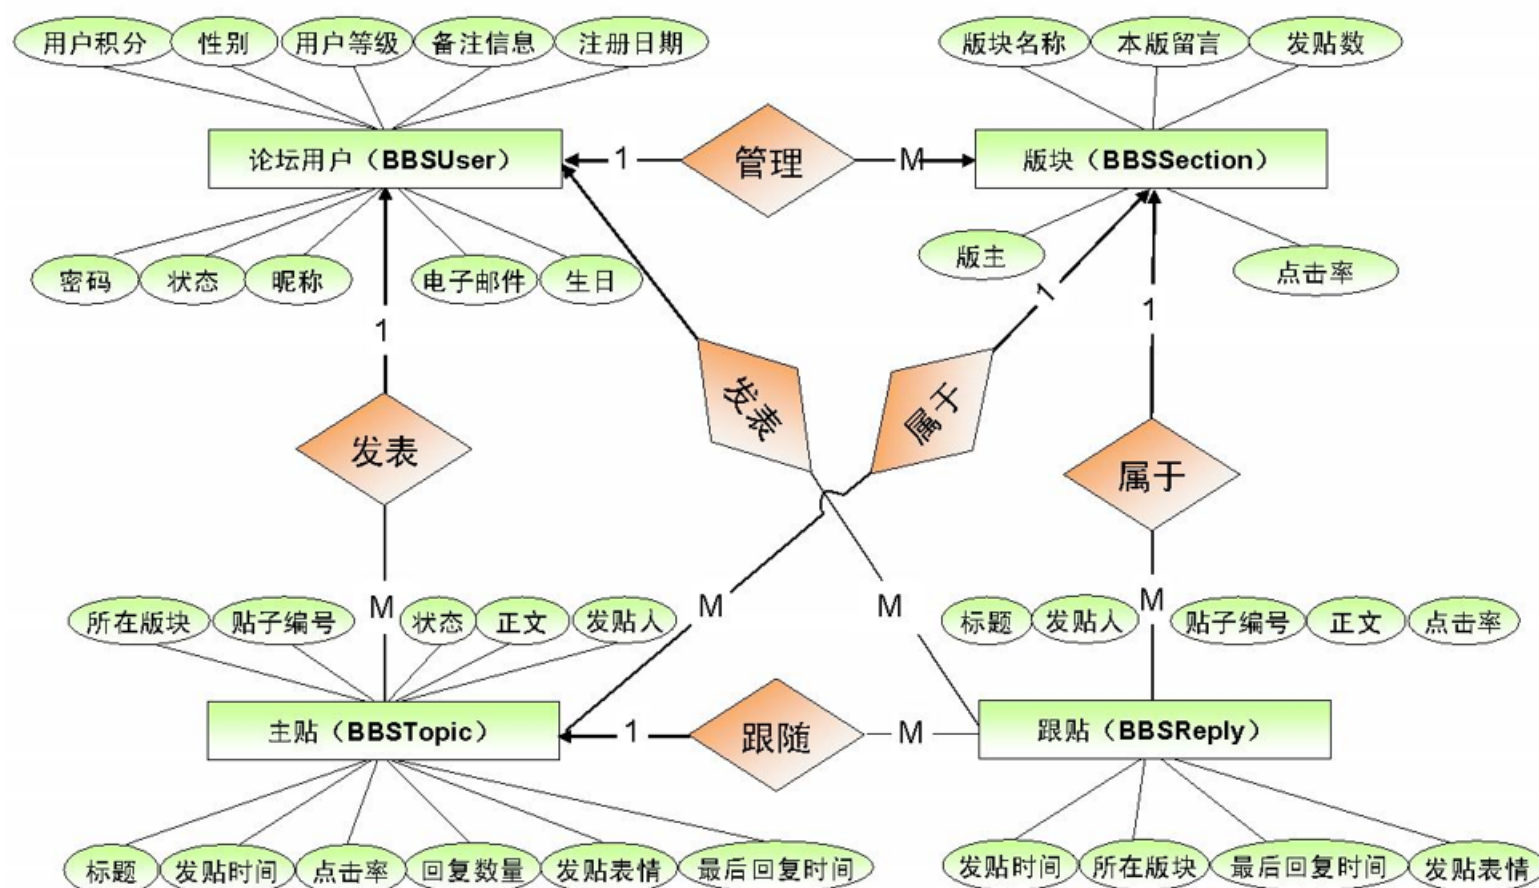 用户积分 性别 用户等级 备注信息 注册日期 版块名称 本版留言 发贴数
论坛用户（BBSUser） 1 管理 M 版块（BBSSection）
密码 状态 昵称 电子邮件 生日 版主 点击率
1 1 1
发表 发表 属于 属于
M M M M
所在版块 贴子编号 状态 正文 发贴人 标题 发贴人 贴子编号 正文 点击率
主贴（BBSTopic） 1 跟随 M 跟贴（BBSReply）
标题 发贴时间 点击率 回复数量 发贴表情 最后回复时间 发贴时间 所在版块 最后回复时间 发贴表情